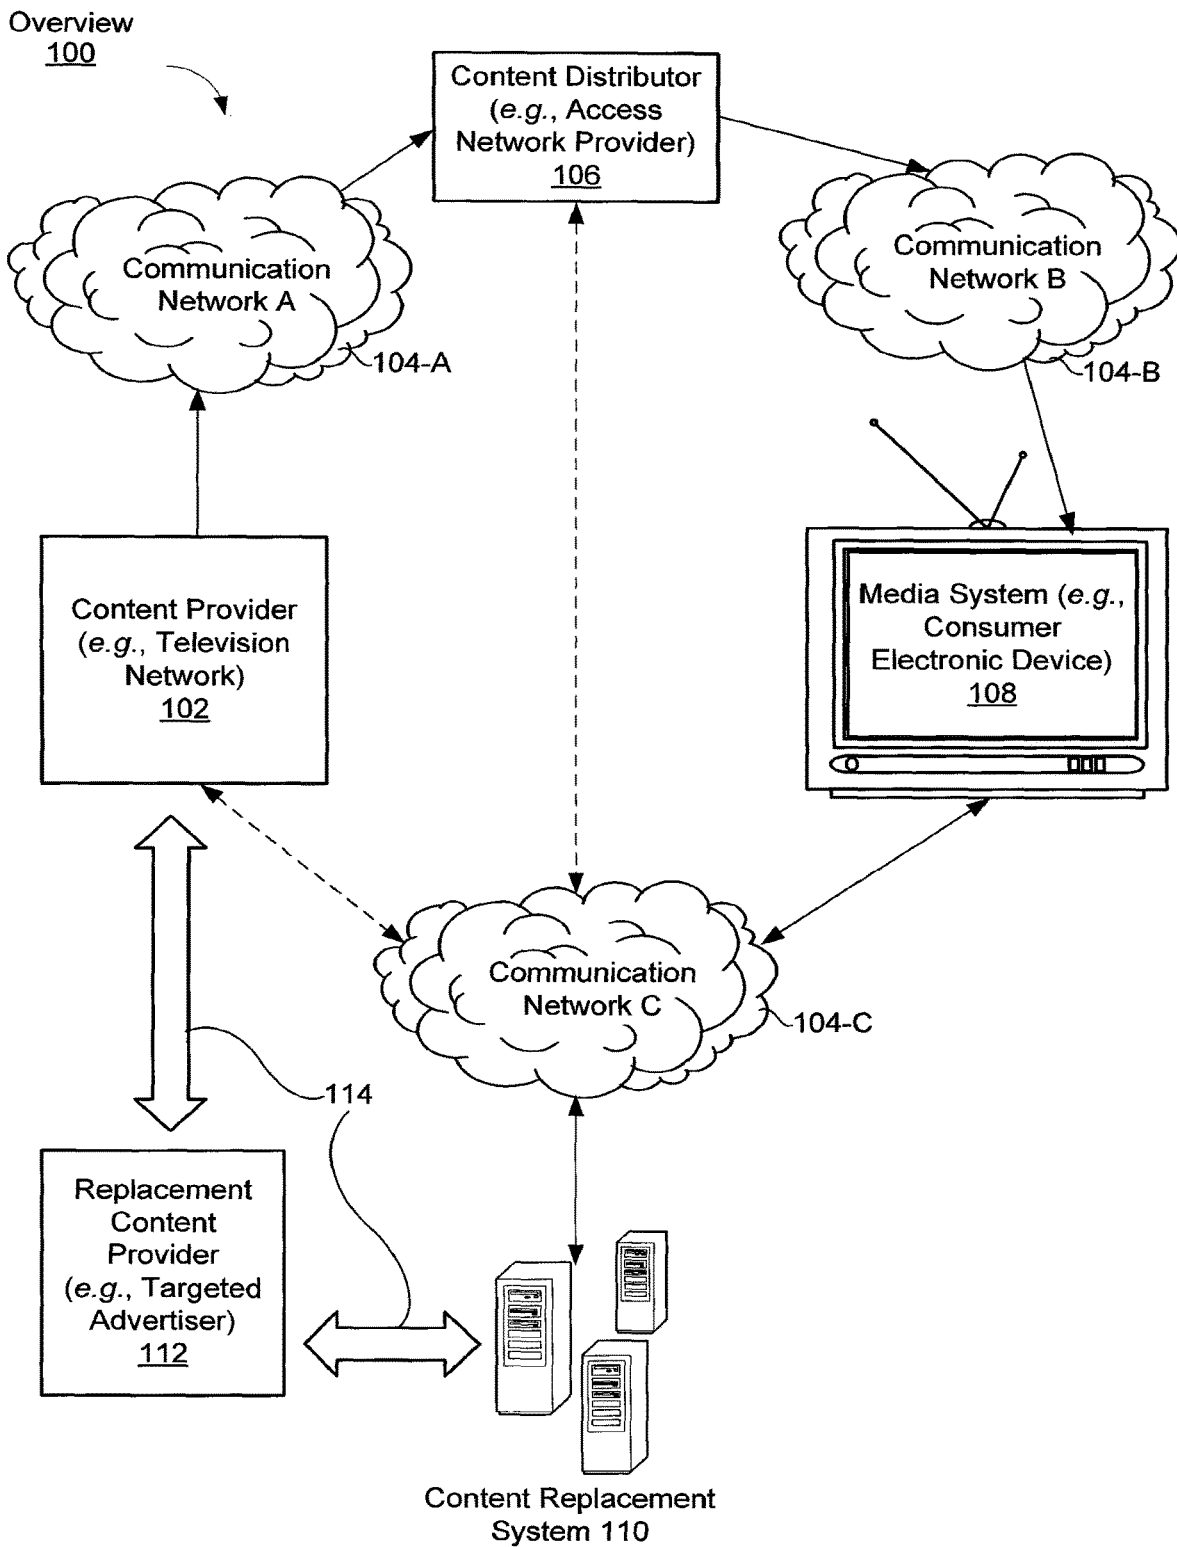 Overview
100
Content Distributor
(e.g., Access
Network Provider)
106
Communication
Network A
104-A
Communication
Network B
104-B
Content Provider
(e.g., Television
Network)
102
Media System (e.g.,
Consumer
Electronic Device)
108
Communication
Network C
104-C
114
Replacement
Content
Provider
(e.g., Targeted
Advertiser)
112
Content Replacement
System 110